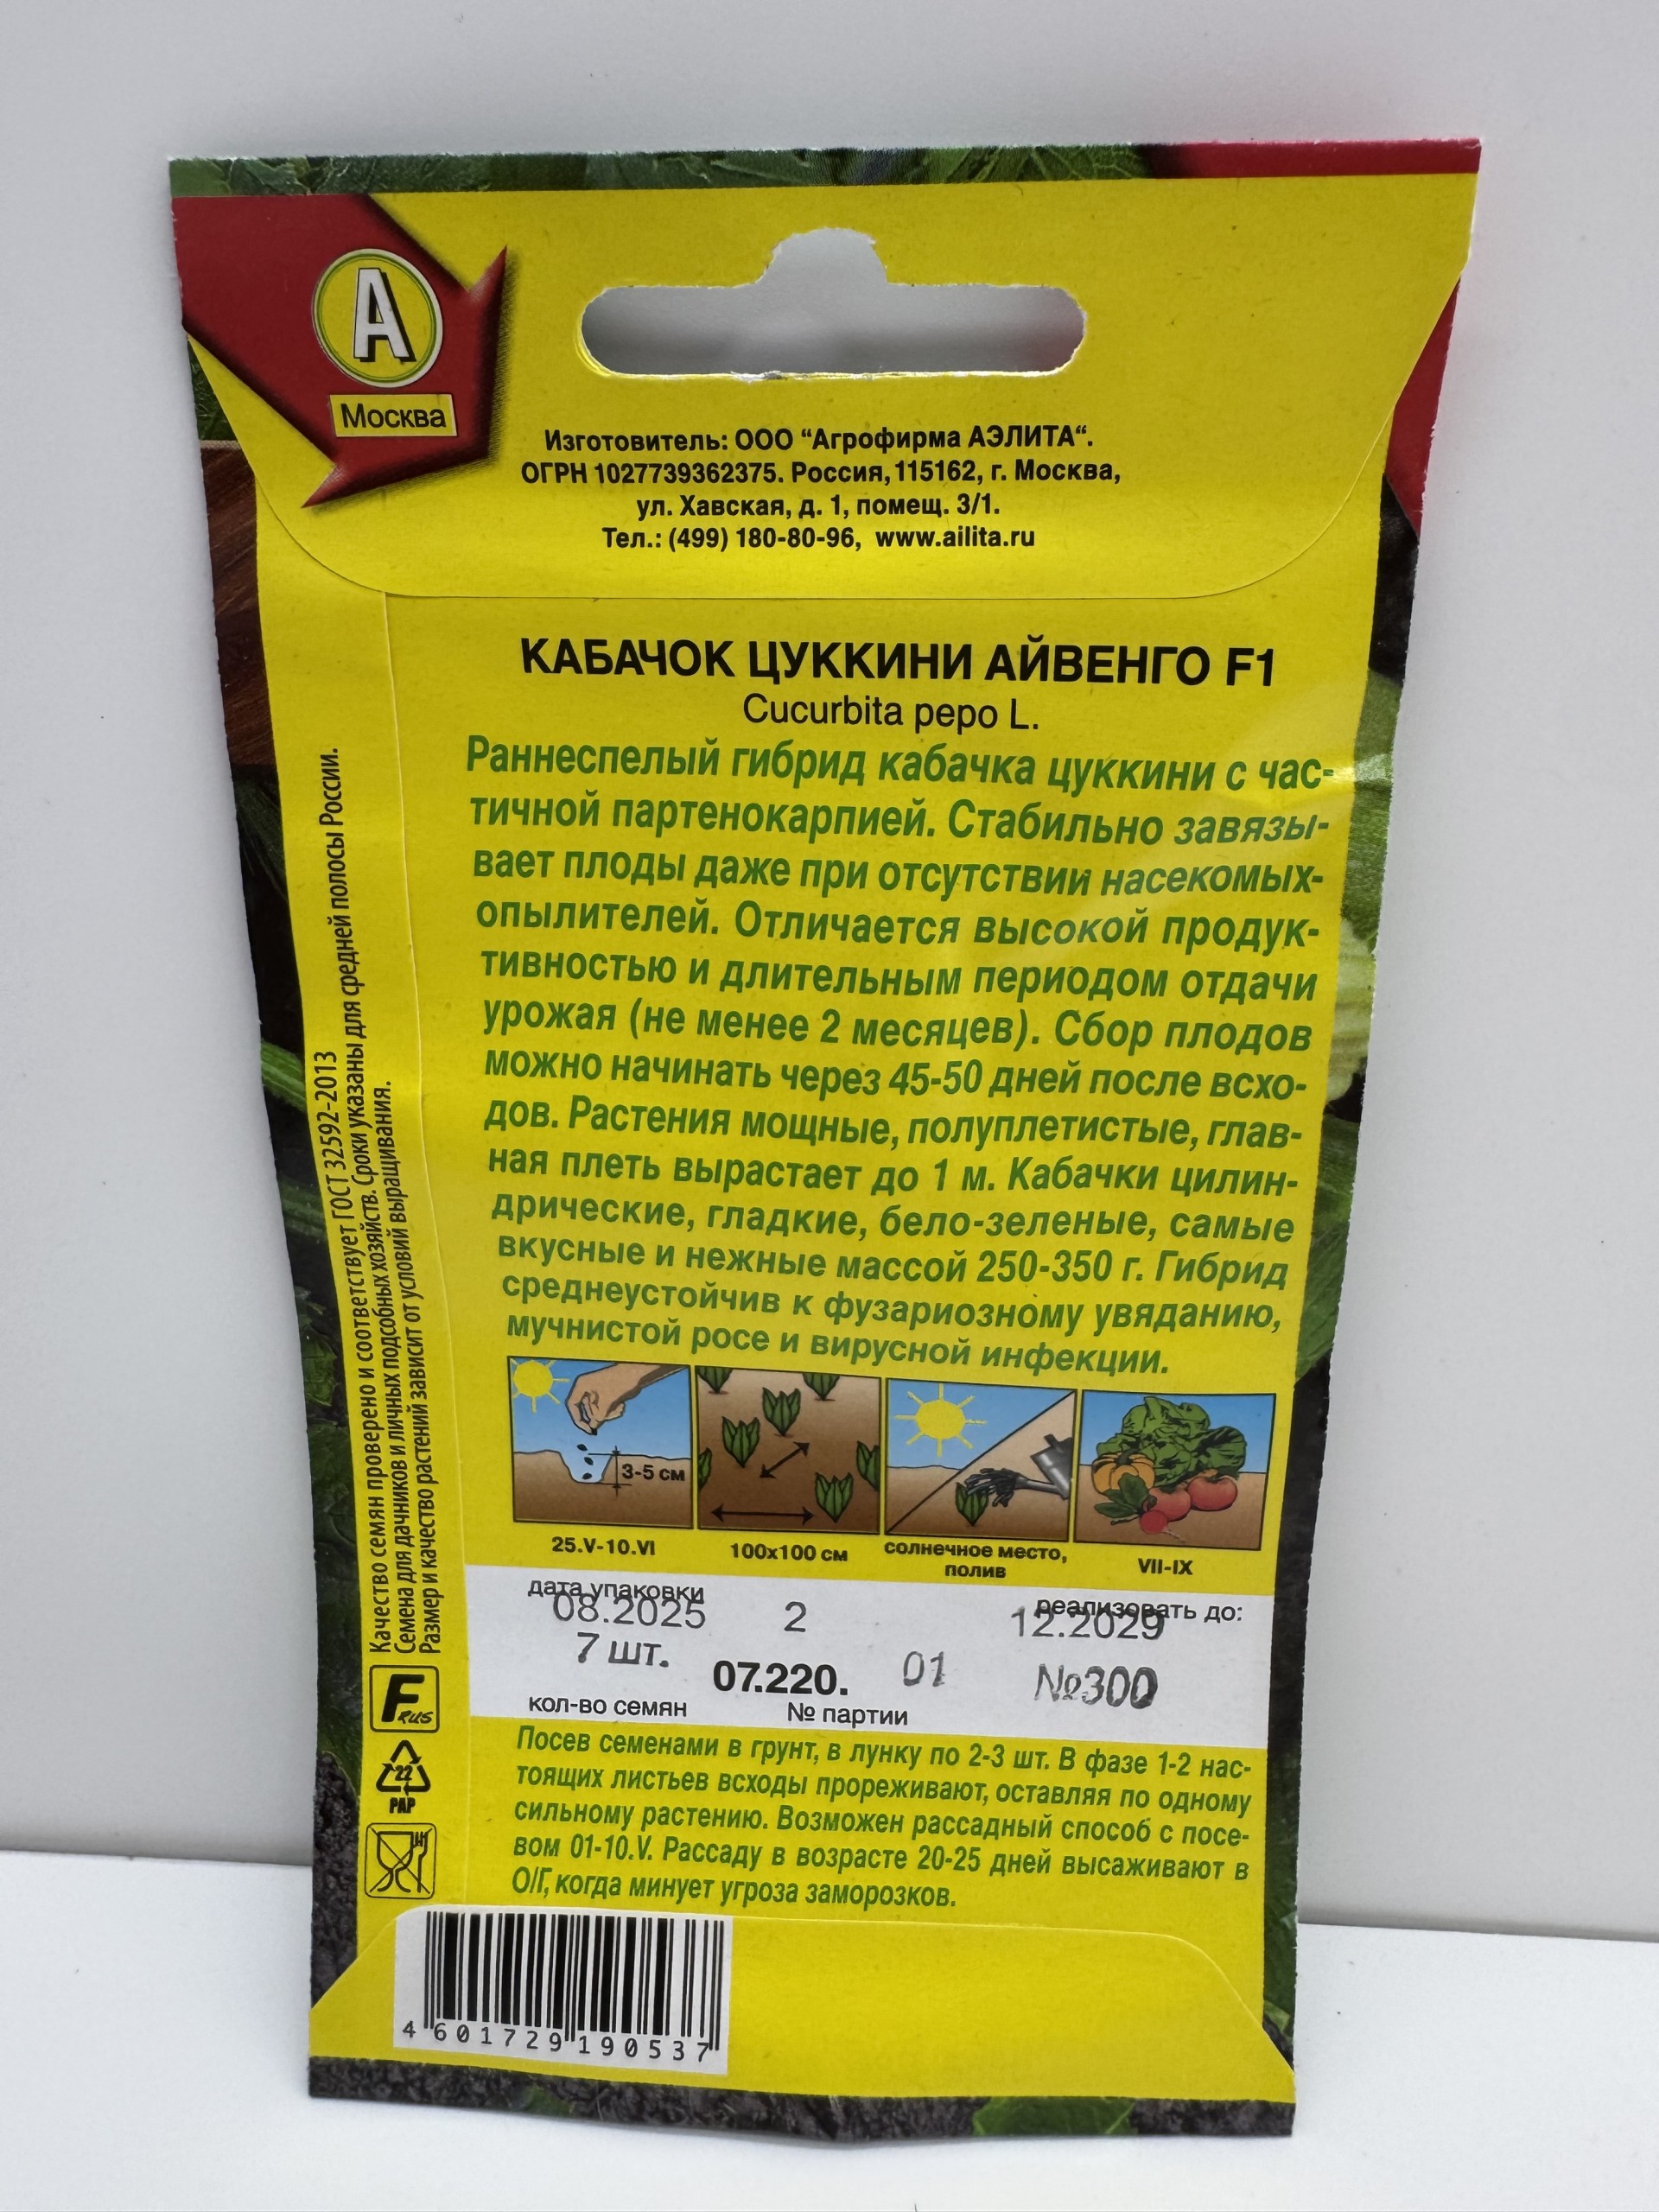 А
Москва
Изготовитель: ООО “Агрофирма АЭЛИТА“.
ОГРН 1027739362375. Россия, 115162, г. Москва,
ул. Хавская, д. 1, помещ. 3/1.
Тел.: (499) 180-80-96, www.ailita.ru
КАБАЧОК ЦУККИНИ АЙВЕНГО F1
Cucurbita pepo L.
Раннеспелый гибрид кабачка цуккини с час-
тичной партенокарпией. Стабильно завязы-
вает плоды даже при отсутствии насекомых-
опылителей. Отличается высокой продук-
тивностью и длительным периодом отдачи
урожая (не менее 2 месяцев). Сбор плодов
можно начинать через 45-50 дней после всхо-
дов. Растения мощные, полуплетистые, глав-
ная плеть вырастает до 1 м. Кабачки цилин-
дрические, гладкие, бело-зеленые, самые
вкусные и нежные массой 250-350 г. Гибрид
среднеустойчив к фузариозному увяданию,
мучнистой росе и вирусной инфекции.
3-5 см
25.V-10.VI
100х100 см
солнечное место,
полив
VII-IX
дата упаковки
реализовать до:
08.2025 2 12.2029
7 шт. 07.220. 01 №300
кол-во семян № партии
Посев семенами в грунт, в лунку по 2-3 шт. В фазе 1-2 нас-
тоящих листьев всходы прореживают, оставляя по одному
сильному растению. Возможен рассадный способ с посе-
вом 01-10.V. Рассаду в возрасте 20-25 дней высаживают в
О/Г, когда минует угроза заморозков.
Качество семян проверено и соответствует ГОСТ 32592-2013
Семена для дачников и личных подсобных хозяйств. Сроки указаны для средней полосы России.
Размер и качество растений зависит от условий выращивания.
F RUS
22
PAP
4 601729 190537